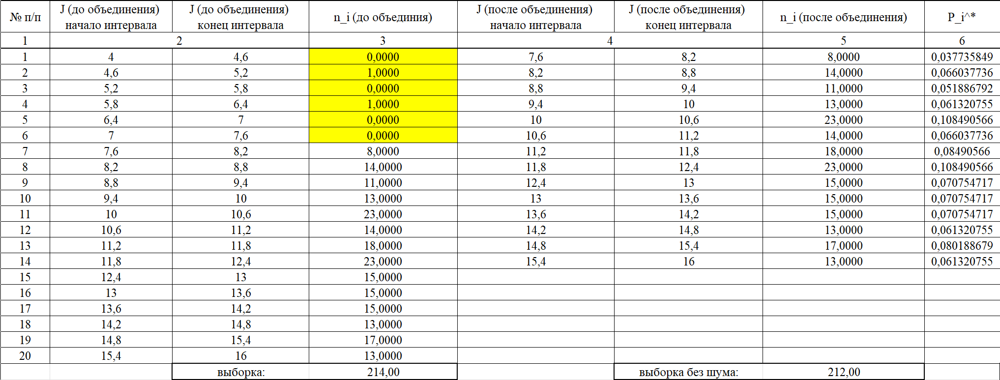 № п/п J (до объединения) начало интервала J (до объединения) конец интервала n_i (до объединия) J (после объединения) начало интервала J (после объединения) конец интервала n_i (после объединения) P_i^*
1 2 3 4 5 6
1 4 4,6 0,0000 7,6 8,2 8,0000 0,037735849
2 4,6 5,2 1,0000 8,2 8,8 14,0000 0,066037736
3 5,2 5,8 0,0000 8,8 9,4 11,0000 0,051886792
4 5,8 6,4 1,0000 9,4 10 13,0000 0,061320755
5 6,4 7 0,0000 10 10,6 23,0000 0,108490566
6 7 7,6 0,0000 10,6 11,2 14,0000 0,066037736
7 7,6 8,2 8,0000 11,2 11,8 18,0000 0,08490566
8 8,2 8,8 14,0000 11,8 12,4 23,0000 0,108490566
9 8,8 9,4 11,0000 12,4 13 15,0000 0,070754717
10 9,4 10 13,0000 13 13,6 15,0000 0,070754717
11 10 10,6 23,0000 13,6 14,2 15,0000 0,070754717
12 10,6 11,2 14,0000 14,2 14,8 13,0000 0,061320755
13 11,2 11,8 18,0000 14,8 15,4 17,0000 0,080188679
14 11,8 12,4 23,0000 15,4 16 13,0000 0,061320755
15 12,4 13 15,0000
16 13 13,6 15,0000
17 13,6 14,2 15,0000
18 14,2 14,8 13,0000
19 14,8 15,4 17,0000
20 15,4 16 13,0000
выборка: 214,00 выборка без шума: 212,00